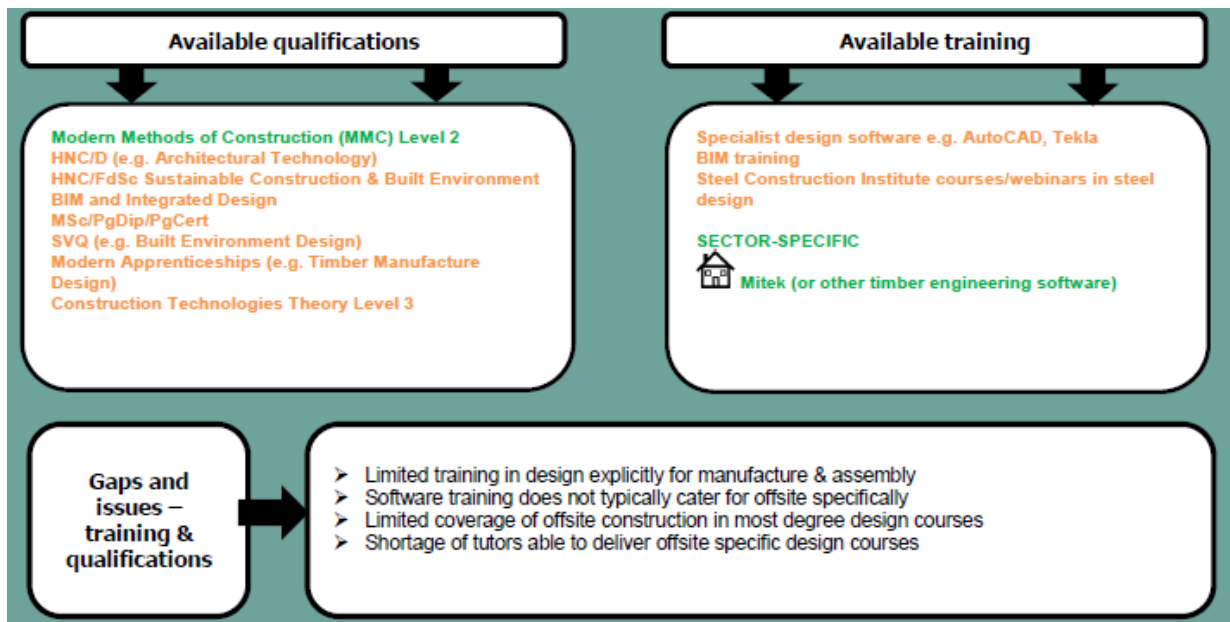 Available qualifications
Modern Methods of Construction (MMC) Level 2
HNC/D (e.g. Architectural Technology)
HNC/FdSc Sustainable Construction & Built Environment
BIM and Integrated Design
MSc/PgDip/PgCert
SVQ (e.g. Built Environment Design)
Modern Apprenticeships (e.g. Timber Manufacture
Design)
Construction Technologies Theory Level 3
Available training
Specialist design software e.g. AutoCAD, Tekla
BIM training
Steel Construction Institute courses/webinars in steel
design
SECTOR-SPECIFIC
Mitek (or other timber engineering software)
Gaps and
issues –
training &
qualifications
➢ Limited training in design explicitly for manufacture & assembly
➢ Software training does not typically cater for offsite specifically
➢ Limited coverage of offsite construction in most degree design courses
➢ Shortage of tutors able to deliver offsite specific design courses